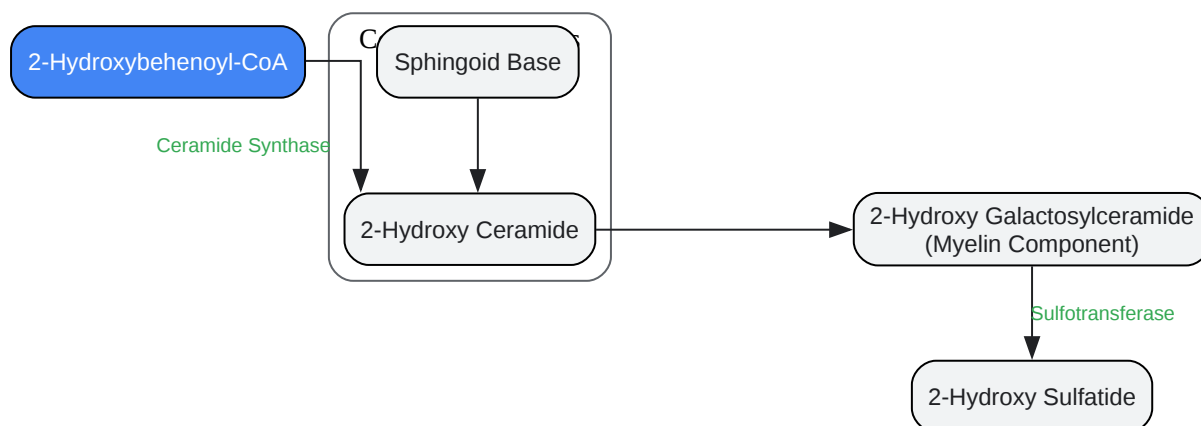 2-Hydroxybehenoyl-CoA
Sphingoid Base
Ceramide Synthase
2-Hydroxy Ceramide
2-Hydroxy Galactosylceramide
(Myelin Component)
Sulfotransferase
2-Hydroxy Sulfatide